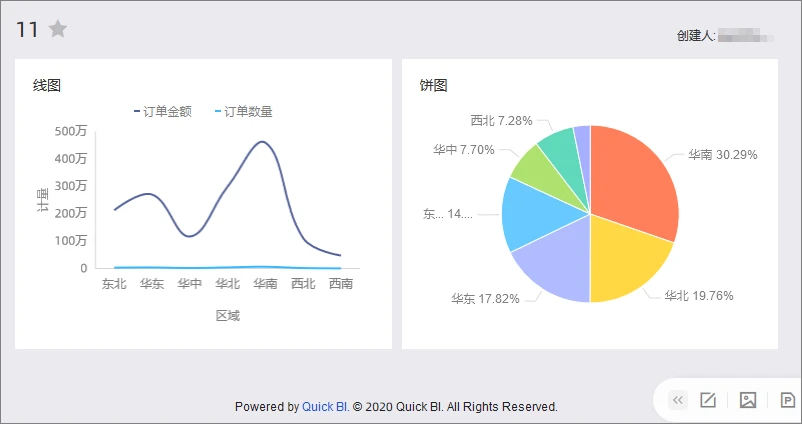 11
创建人:
线图
订单金额 订单数量
500万
400万
300万
200万
100万
0
计量
东北 华东 华中 华北 华南 西北 西南
区域
饼图
西北 7.28%
华中 7.70%
东... 14....
华东 17.82%
华南 30.29%
华北 19.76%
Powered by Quick BI. © 2020 Quick BI. All Rights Reserved.